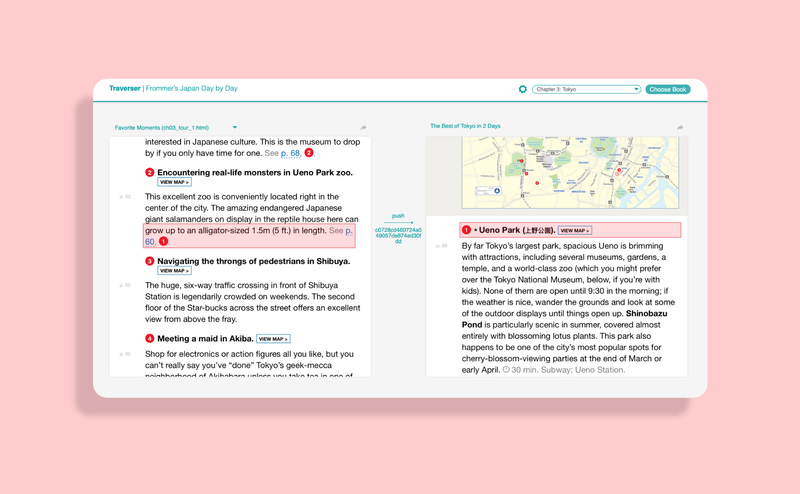 Traverser | Frommer's Japan Day by Day
Chapter 3: Tokyo
Choose Book
Favorite Moments (ch03_tour_1.html)
interested in Japanese culture. This is the museum to drop
by if you only have time for one. See p. 68, 2.
2 Encountering real-life monsters in Ueno Park zoo.
VIEW MAP >
This excellent zoo is conveniently located right in the
center of the city. The amazing endangered Japanese
giant salamanders on display in the reptile house here can
grow up to an alligator-sized 1.5m (5 ft.) in length. See p.
60, 1.
3 Navigating the throngs of pedestrians in Shibuya.
VIEW MAP >
The huge, six-way traffic crossing in front of Shibuya
Station is legendarily crowded on weekends. The second
floor of the Star-bucks across the street offers an excellent
view from above the fray.
4 Meeting a maid in Akiba. VIEW MAP >
Shop for electronics or action figures all you like, but you
can't really say you've "done" Tokyo's geek-mecca
neighborhood of Akihabara unless you take tea in one of
push
c0728cd460724a0
49057de874ed30f
dd
The Best of Tokyo in 2 Days
1 • Ueno Park (上野公園). VIEW MAP >
By far Tokyo's largest park, spacious Ueno is brimming
with attractions, including several museums, gardens, a
temple, and a world-class zoo (which you might prefer
over the Tokyo National Museum, below, if you're with
kids). None of them are open until 9:30 in the morning; if
the weather is nice, wander the grounds and look at some
of the outdoor displays until things open up. Shinobazu
Pond is particularly scenic in summer, covered almost
entirely with blossoming lotus plants. This park also
happens to be one of the city's most popular spots for
cherry-blossom-viewing parties at the end of March or
early April. 30 min. Subway: Ueno Station.